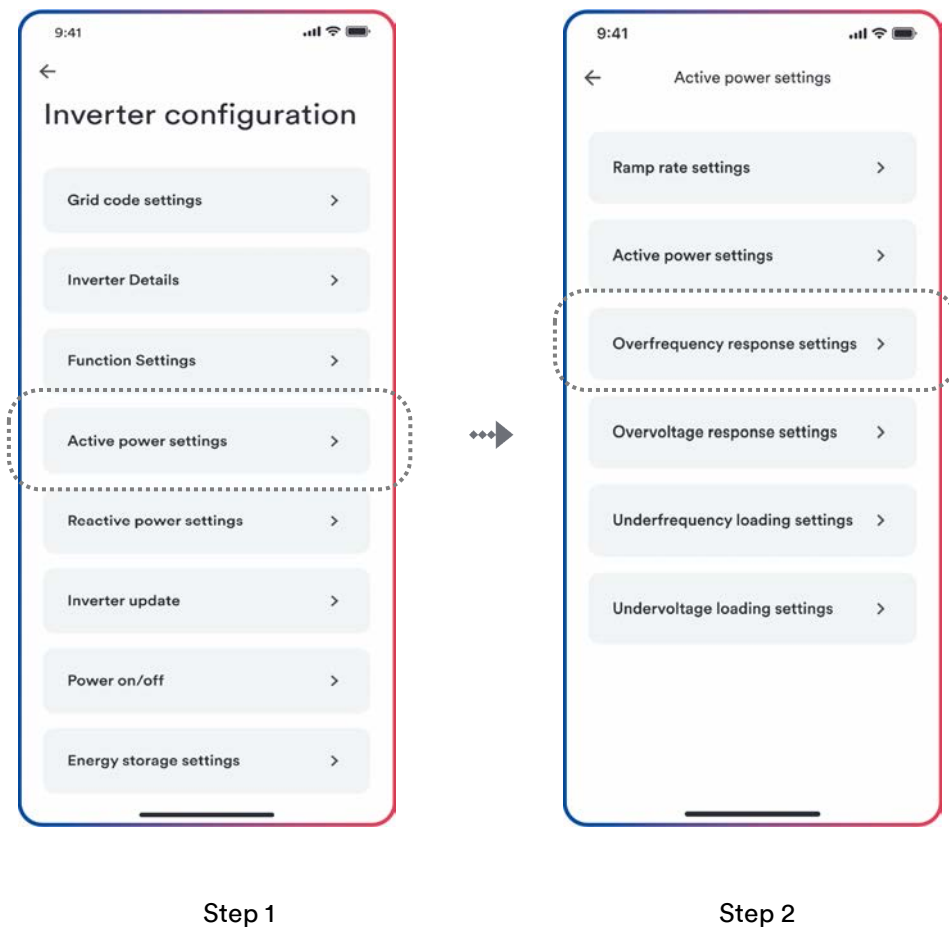 9:41
Inverter configuration
Grid code settings
Inverter Details
Function Settings
Active power settings
Reactive power settings
Inverter update
Power on/off
Energy storage settings
Step 1
9:41
Active power settings
Ramp rate settings
Active power settings
Overfrequency response settings
Overvoltage response settings
Underfrequency loading settings
Undervoltage loading settings
Step 2